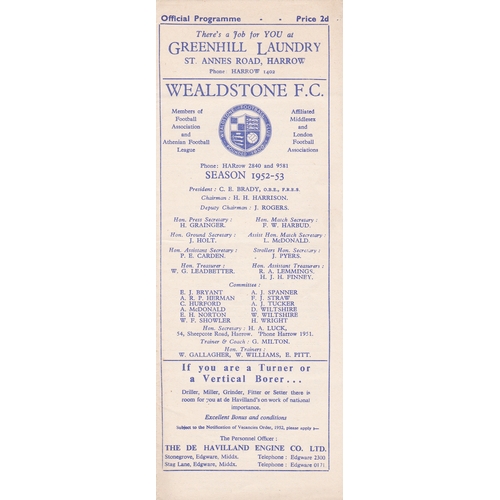 Official Programme - - Price 2d
There's a Job for YOU at
GREENHILL LAUNDRY
ST. ANNES ROAD, HARROW
Phone: HARROW 1402
WEALDSTONE F.C.
Members of
Football
Association
and
Athenian Football
League
WEALDSTONE FOOTBALL CLUB
Affiliated
Middlesex
and
London
Football
Associations
Phone: HARrow 2840 and 9581
SEASON 1952-53
President: C. E. BRADY, O.B.E., F.R.E.S.
Chairman: H. H. HARRISON.
Deputy Chairman: J. ROGERS.
Hon. Press Secretary: Hon. Match Secretary:
H. GRAINGER. F. W. HARBUD.
Hon. Ground Secretary: Assist Hon. Match Secretary:
J. HOLT. L. McDONALD.
Hon. Assistant Secretary: Strollers Hon. Secretary:
P. E. CARDEN. J. PYERS.
Hon. Treasurer: Hon. Assistant Treasurers:
W. G. LEADBETTER. R. A. LEMMINGS.
H. J. H. PINNEY.
Committee:
E. J. BRYANT A. J. SPANNER
A. R. P. HERMAN F. J. STRAW
C. HURFORD A. J. TUCKER
A. McDONALD D. WILTSHIRE
E. H. NORTON W. WILTSHIRE
W. F. SHOWLER H. WRIGHT
Hon. Secretary: H. A. LUCK,
54, Sheepcote Road, Harrow. 'Phone Harrow 1951.
Trainer & Coach: G. MILTON.
Hon. Trainers:
W. GALLAGHER, W. WILLIAMS, E. PITT.
If you are a Turner or
a Vertical Borer...
Driller, Miller, Grinder, Fitter or Setter there is
room for you at de Havilland's on work of national
importance.
Excellent Bonus and conditions
Subject to the Notification of Vacancies Order, 1952, please apply :—
The Personnel Officer:
THE DE HAVILLAND ENGINE CO. LTD.
Stonegrove, Edgware, Middx. Telephone: Edgware 2300
Stag Lane, Edgware, Middx. Telephone: Edgware 0171